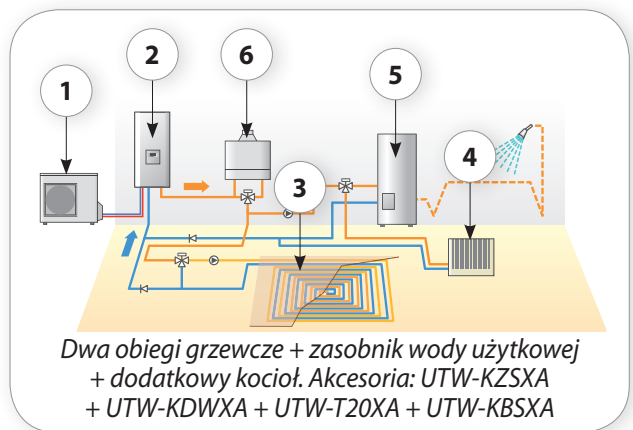 1
2
6
5
4
3
Dwa obiegi grzewcze + zasobnik wody użytkowej
+ dodatkowy kocioł. Akcesoria: UTW-KZSXA
+ UTW-KDWXA + UTW-T20XA + UTW-KBSXA